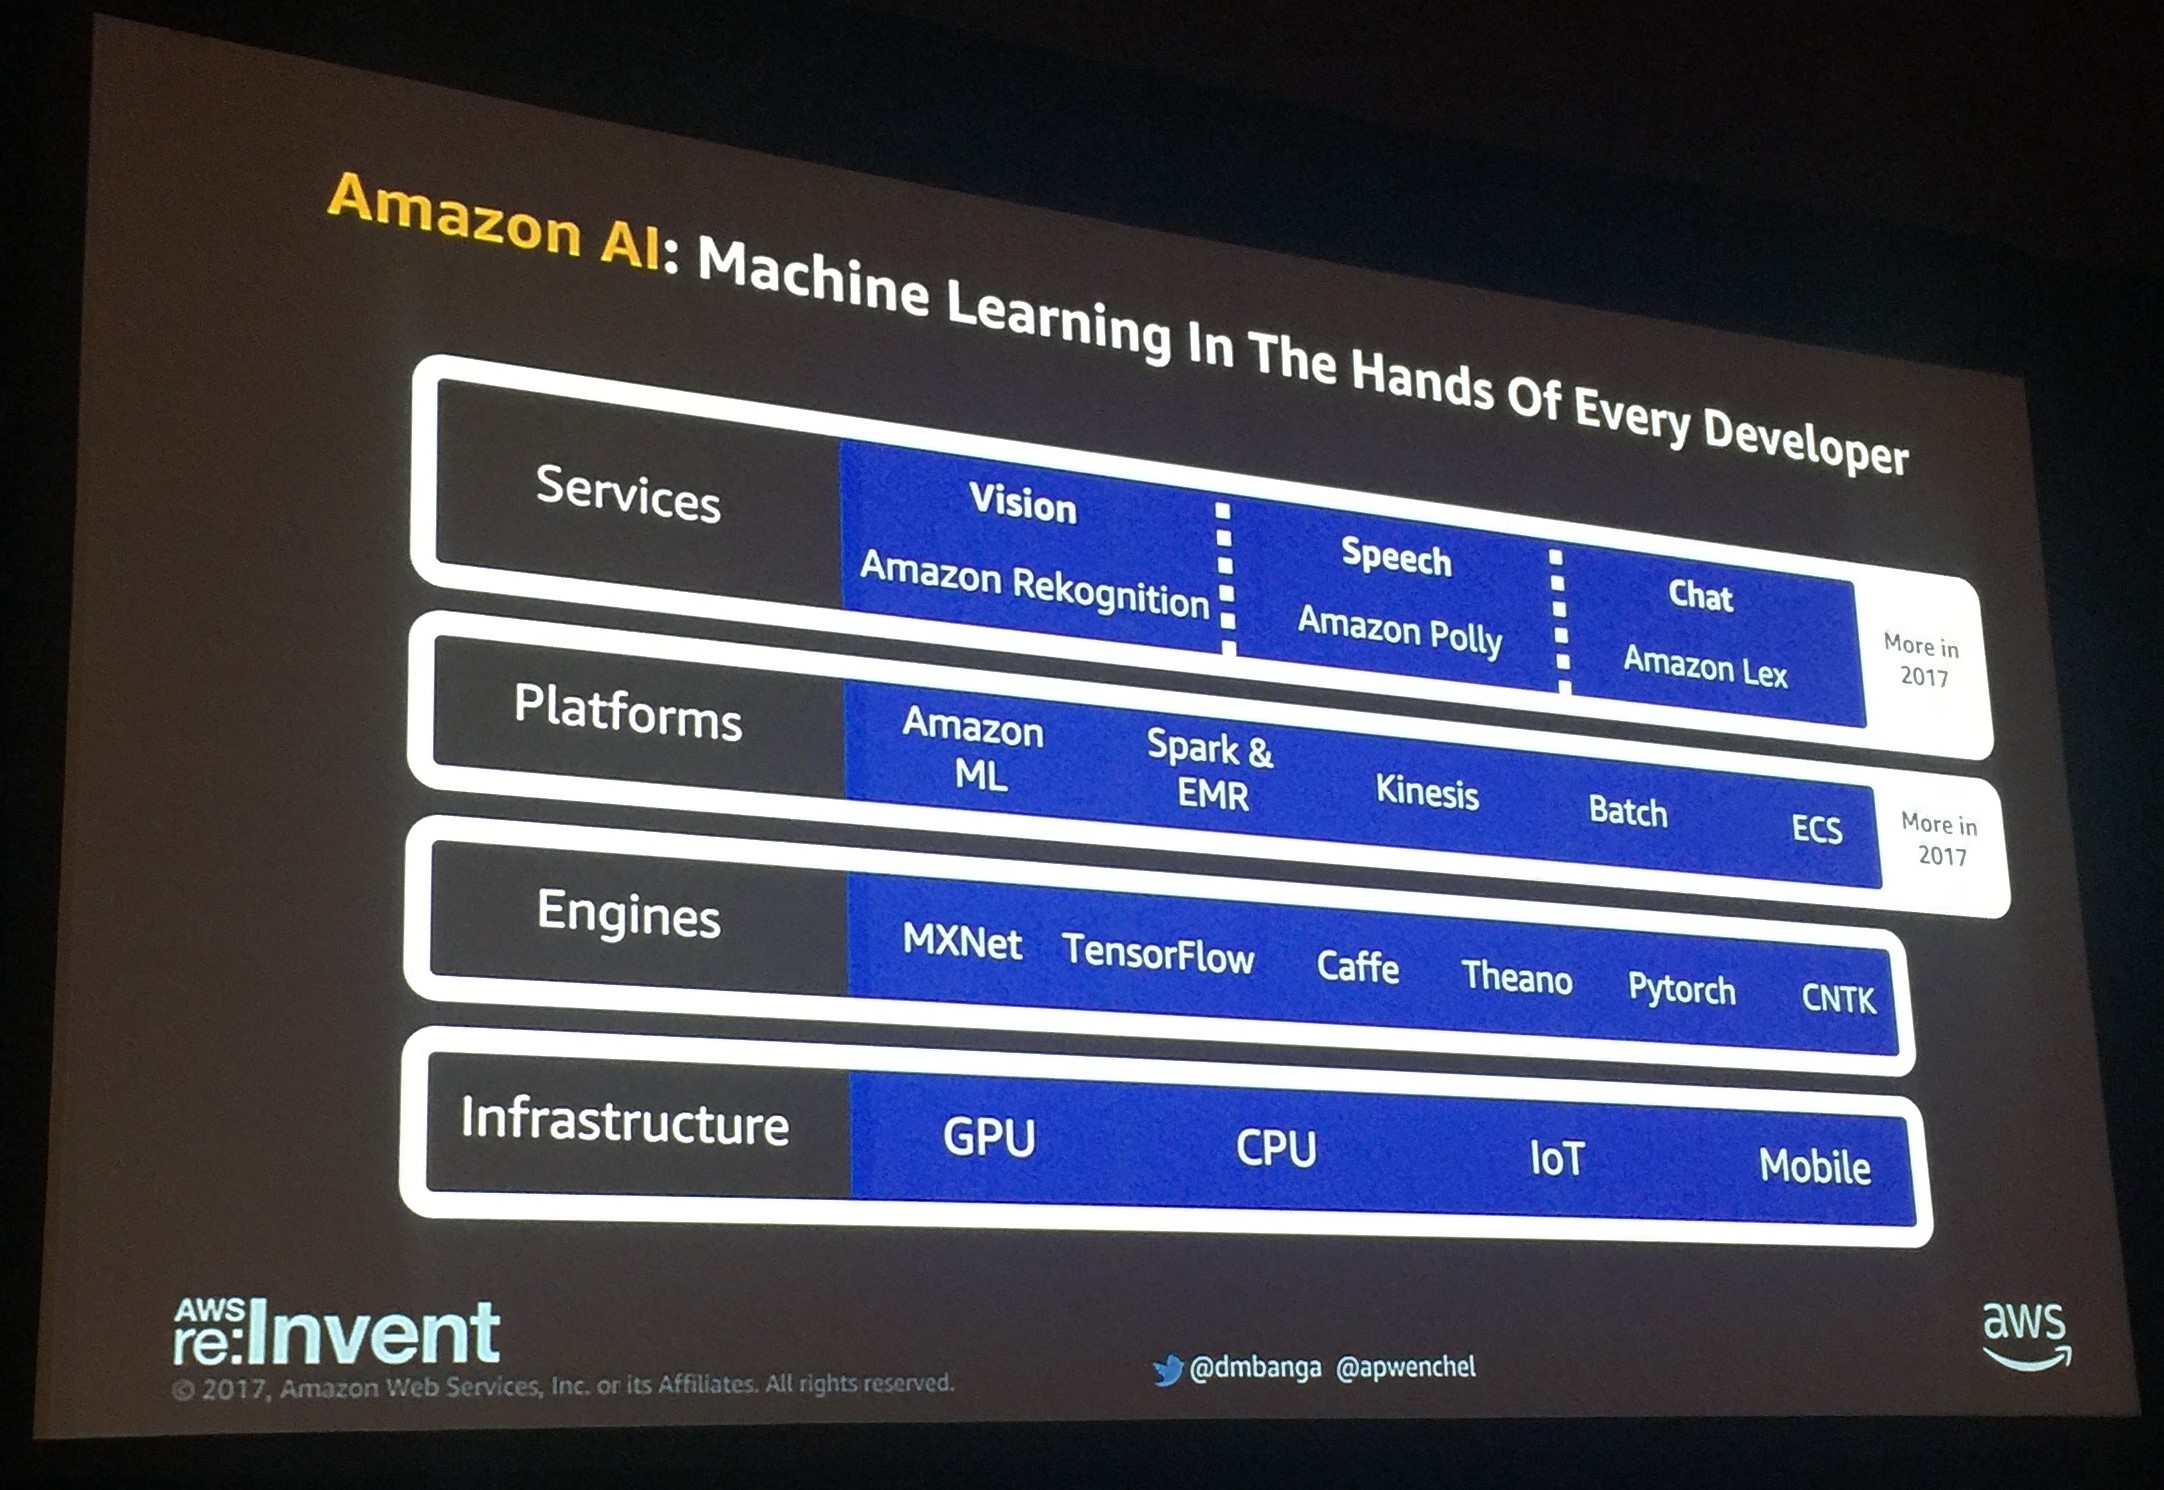 Amazon AI: Machine Learning In The Hands Of Every Developer
Services
Vision
Amazon Rekognition
Speech
Amazon Polly
Chat
Amazon Lex
More in
2017
Platforms
Amazon
ML
Spark &
EMR
Kinesis
Batch
ECS
More in
2017
Engines
MXNet
TensorFlow
Caffe
Theano
Pytorch
CNTK
Infrastructure
GPU
CPU
IoT
Mobile
AWS
re:Invent
© 2017, Amazon Web Services, Inc. or its Affiliates. All rights reserved.
@dmbanga @apwenchel
aws